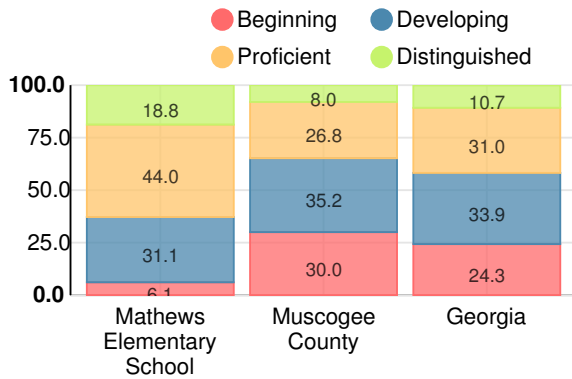 Beginning
Developing
Proficient
Distinguished
100.0
75.0
50.0
25.0
0.0
18.8
44.0
31.1
6.1
8.0
26.8
35.2
30.0
10.7
31.0
33.9
24.3
Mathews
Elementary
School
Muscogee
County
Georgia